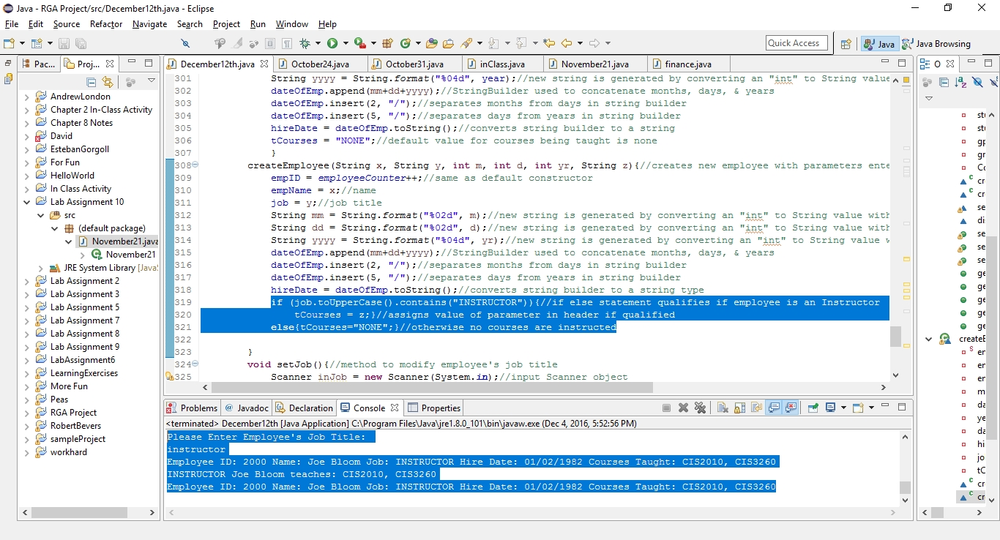 Java - RGA Project/src/December12th.java - Eclipse
File Edit Source Refactor Navigate Search Project Run Window Help
Quick Access Java Java Browsing
Pac... Proj...
AndrewLondon
Chapter 2 In-Class Activity
Chapter 8 Notes
David
EstebanGorgoll
For Fun
HelloWorld
In Class Activity
Lab Assignment 10
src
(default package)
November21.java
November21
JRE System Library [Java
Lab Assignment 2
Lab Assignment 3
Lab Assignment 5
Lab Assignment 7
Lab Assignment 8
Lab Assignment 9
LabAssignment6
LearningExercises
More Fun
Peas
RGA Project
RobertBevers
sampleProject
workhard
December12th.java October24.java October31.java inClass.java November21.java finance.java
301 String yyyy = String.format("%04d", year);//new string is generated by converting an "int" to String value
302 dateOfEmp.append(mm+dd+yyyy);//StringBuilder used to concatenate months, days, & years
303 dateOfEmp.insert(2, "/");//separates months from days in string builder
304 dateOfEmp.insert(5, "/");//separates days from years in string builder
305 hireDate = dateOfEmp.toString();//converts string builder to a string
306 tCourses = "NONE";//default value for courses being taught is none
307 }
308 createEmployee(String x, String y, int m, int d, int yr, String z){//creates new employee with parameters ente
309 empID = employeeCounter++;//same as default constructor
310 empName = x;//name
311 job = y;//job title
312 String mm = String.format("%02d", m);//new string is generated by converting an "int" to String value with
313 String dd = String.format("%02d", d);//new string is generated by converting an "int" to String value with
314 String yyyy = String.format("%04d", yr);//new string is generated by converting an "int" to String value w
315 dateOfEmp.append(mm+dd+yyyy);//StringBuilder used to concatenate months, days, & years
316 dateOfEmp.insert(2, "/");//separates months from days in string builder
317 dateOfEmp.insert(5, "/");//separates days from years in string builder
318 hireDate = dateOfEmp.toString();//converts string builder to a string type
319 if (job.toUpperCase().contains("INSTRUCTOR")){//if else statement qualifies if employee is an Instructor
320 tCourses = z;}//assigns value of parameter in header if qualified
321 else{tCourses="NONE";}//otherwise no courses are instructed
322
323 }
324 void setJob(){//method to modify employee's job title
325 Scanner inJob = new Scanner(System.in);//input Scanner object
Problems @ Javadoc Declaration Console Properties
<terminated> December12th [Java Application] C:\Program Files\Java\jre1.8.0_101\bin\javaw.exe (Dec 4, 2016, 5:52:56 PM)
Please Enter Employee's Job Title:
instructor
Employee ID: 2000 Name: Joe Bloom Job: INSTRUCTOR Hire Date: 01/02/1982 Courses Taught: CIS2010, CIS3260
INSTRUCTOR Joe Bloom teaches: CIS2010, CIS3260
Employee ID: 2000 Name: Joe Bloom Job: INSTRUCTOR Hire Date: 01/02/1982 Courses Taught: CIS2010, CIS3260
O
stu
stu
gp
gr
Co
cr
cr
se
dis
se
se
se
ge
ge
ge
ge
ge
createE
em
en
en
m
da
ye
da
hi
jo
tC
cr
cr